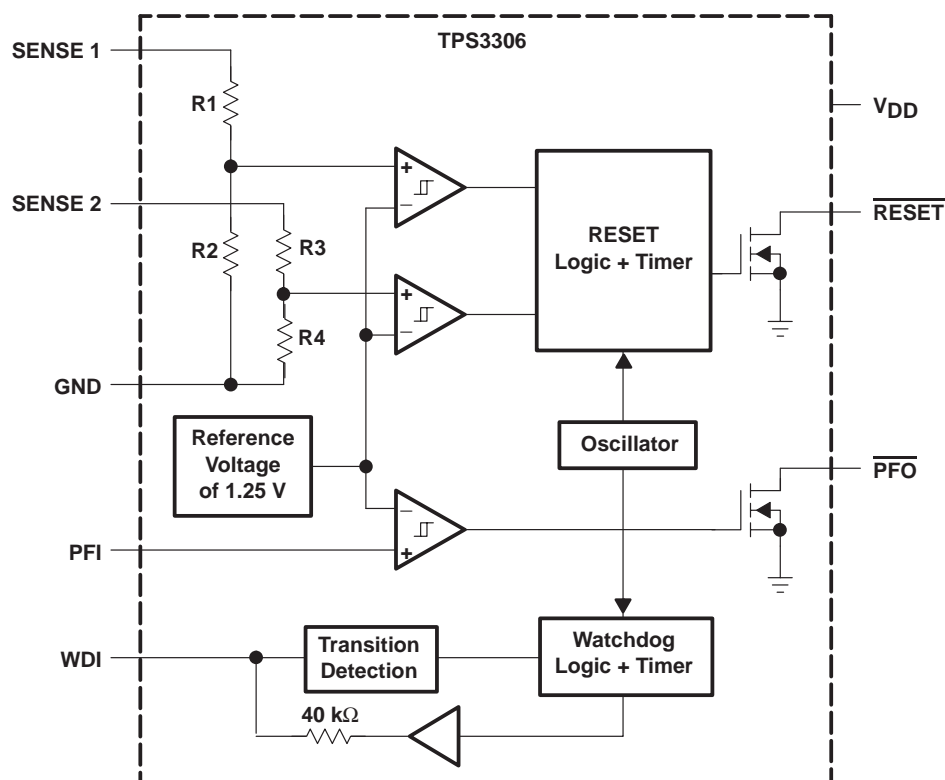 TPS3306
SENSE 1
R1
VDD
+
–
SENSE 2
RESET
R2
R3
RESET
Logic + Timer
+
–
R4
GND
Reference
Voltage
of 1.25 V
Oscillator
PFO
–
+
PFI
WDI
Transition
Detection
Watchdog
Logic + Timer
40 kΩ